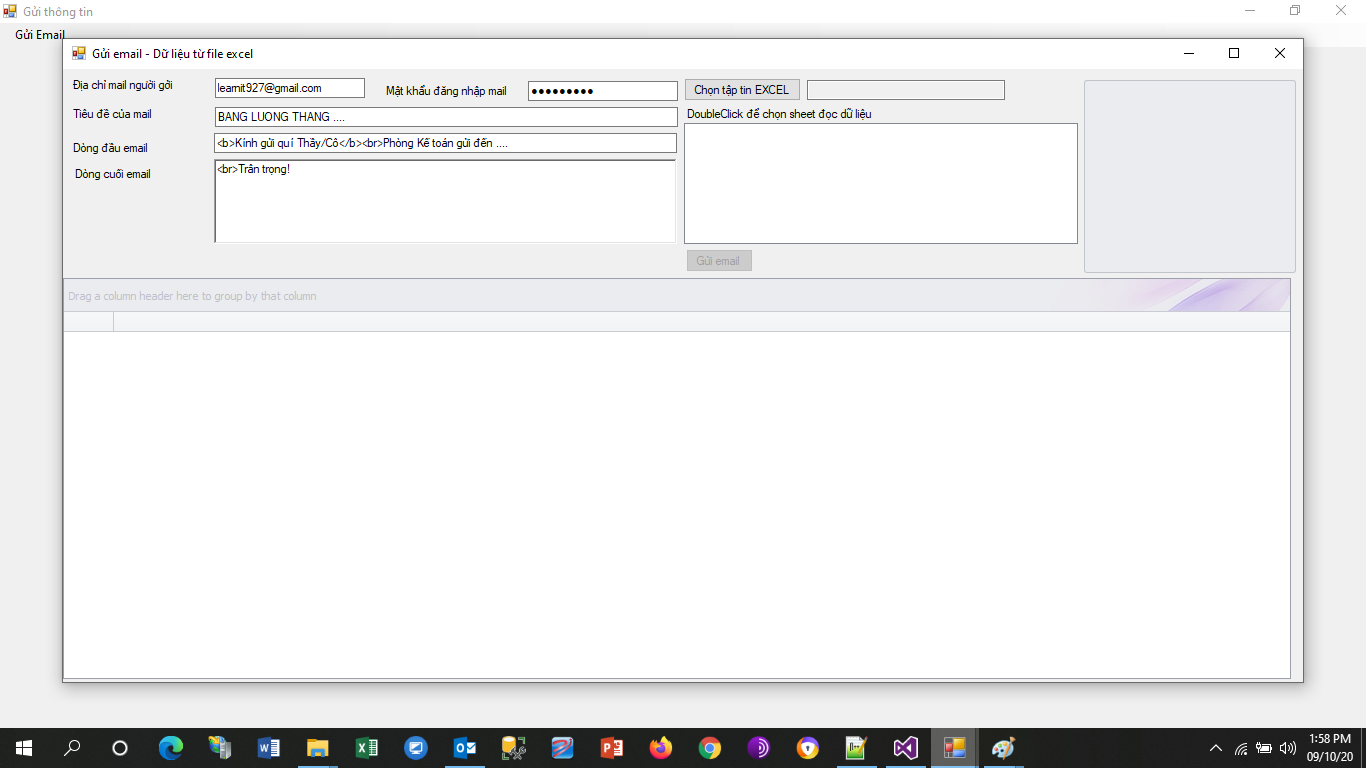 Gửi thông tin
Gửi Email
Gửi email - Dữ liệu từ file excel
Địa chỉ mail người gởi
learnit927@gmail.com
Mật khẩu đăng nhập mail
●●●●●●●●●
Chọn tập tin EXCEL
Tiêu đề của mail
BANG LUONG THANG ....
DoubleClick để chọn sheet đọc dữ liệu
Dòng đầu email
<b>Kính gửi quí Thầy/Cô</b><br>Phòng Kế toán gửi đến ....
Dòng cuối email
<br>Trân trọng!
Gửi email
Drag a column header here to group by that column
1:58 PM
09/10/20